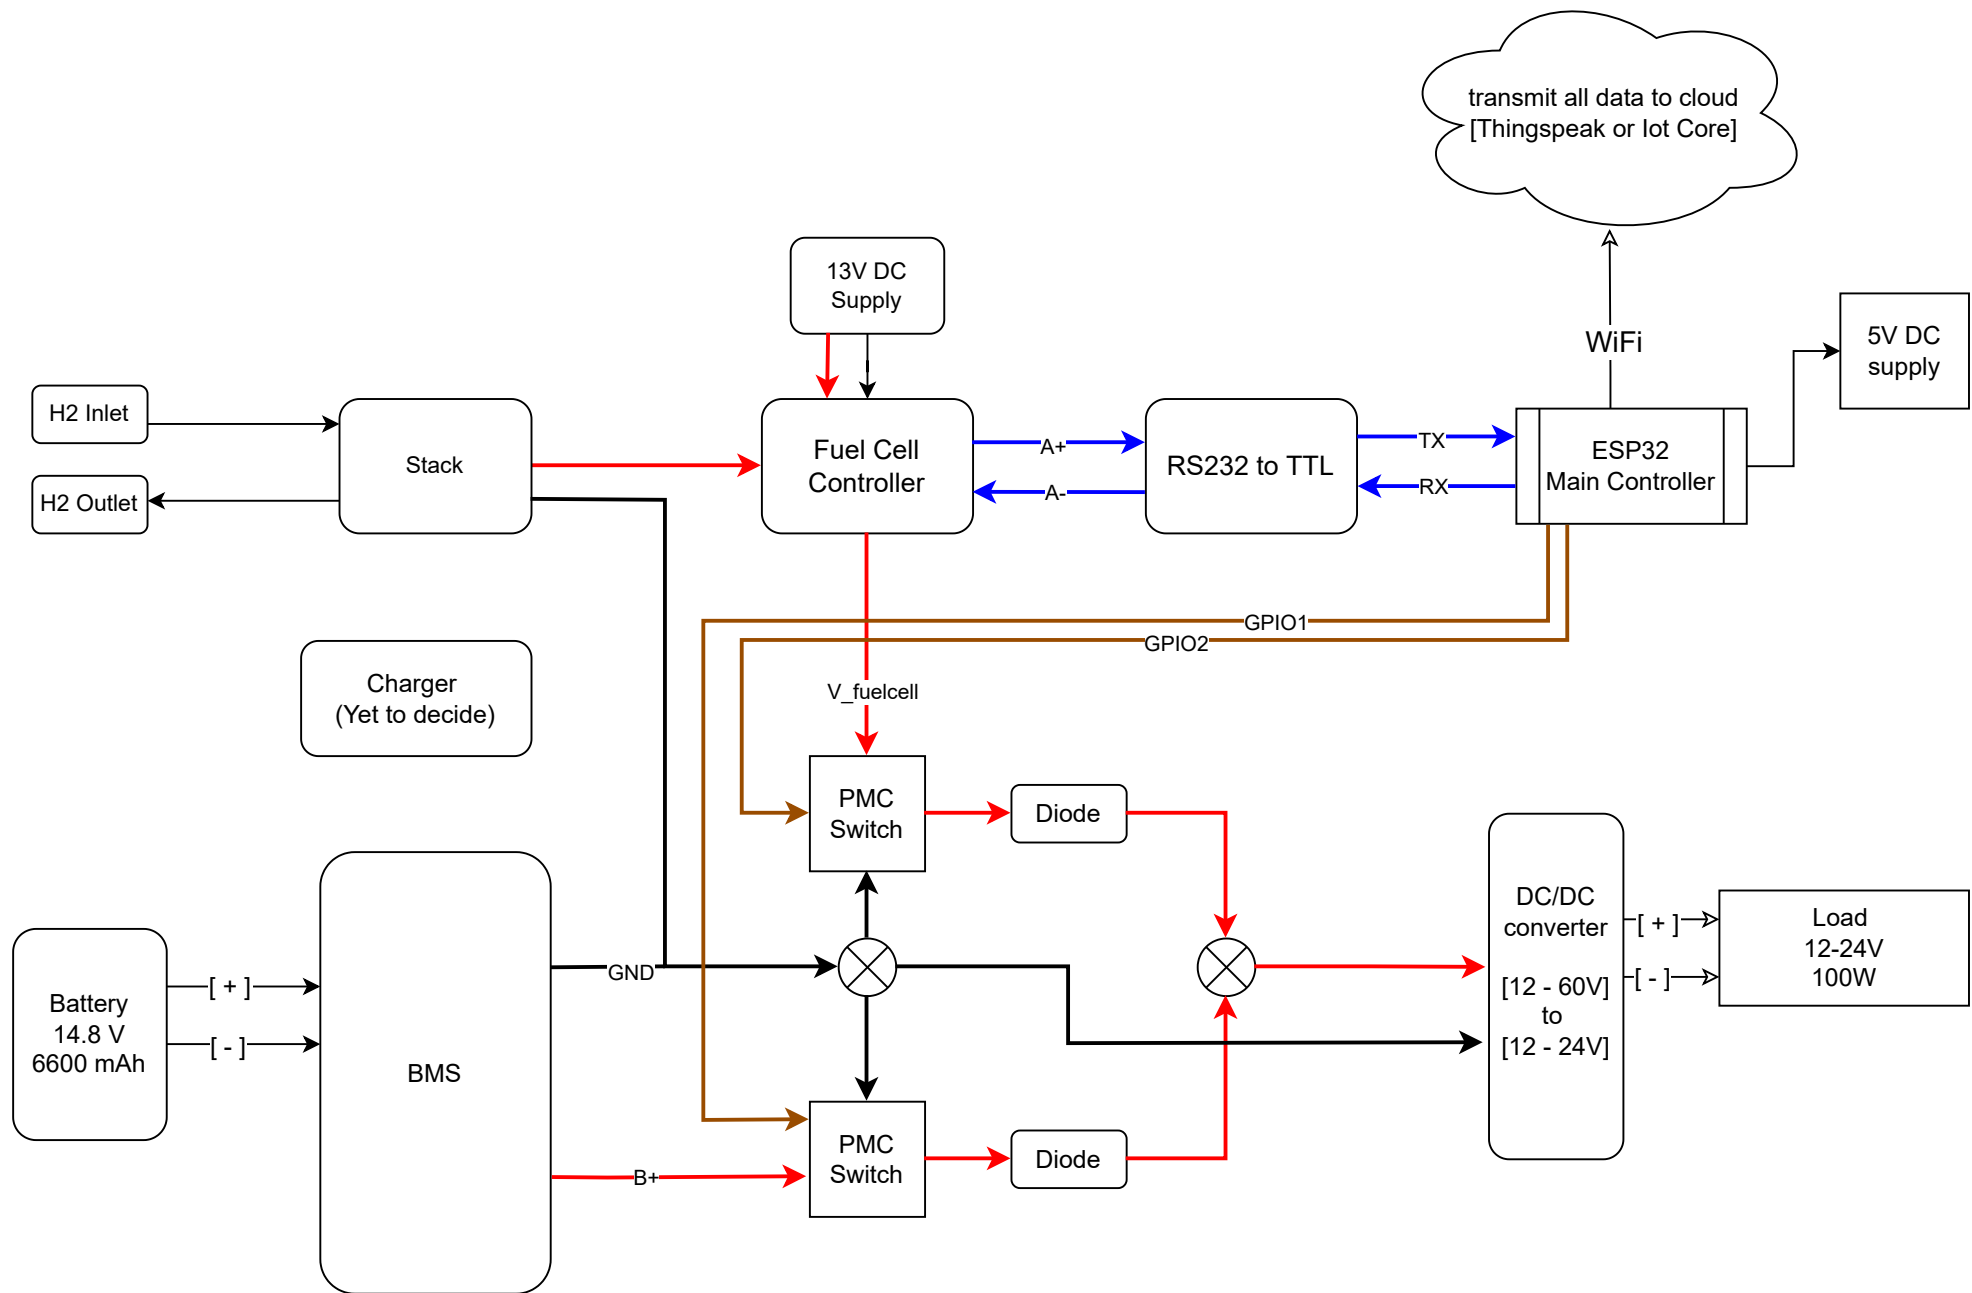 transmit all data to cloud
[Thingspeak or Iot Core]
13V DC
Supply
WiFi
5V DC
supply
H2 Inlet
H2 Outlet
Stack
Fuel Cell
Controller
A+
A-
RS232 to TTL
TX
RX
ESP32
Main Controller
GPIO1
GPIO2
Charger
(Yet to decide)
V_fuelcell
PMC
Switch
Diode
Battery
14.8 V
6600 mAh
[ + ]
[ - ]
BMS
GND
B+
PMC
Switch
Diode
DC/DC
converter
[12 - 60V]
to
[12 - 24V]
[ + ]
[ - ]
Load
12-24V
100W